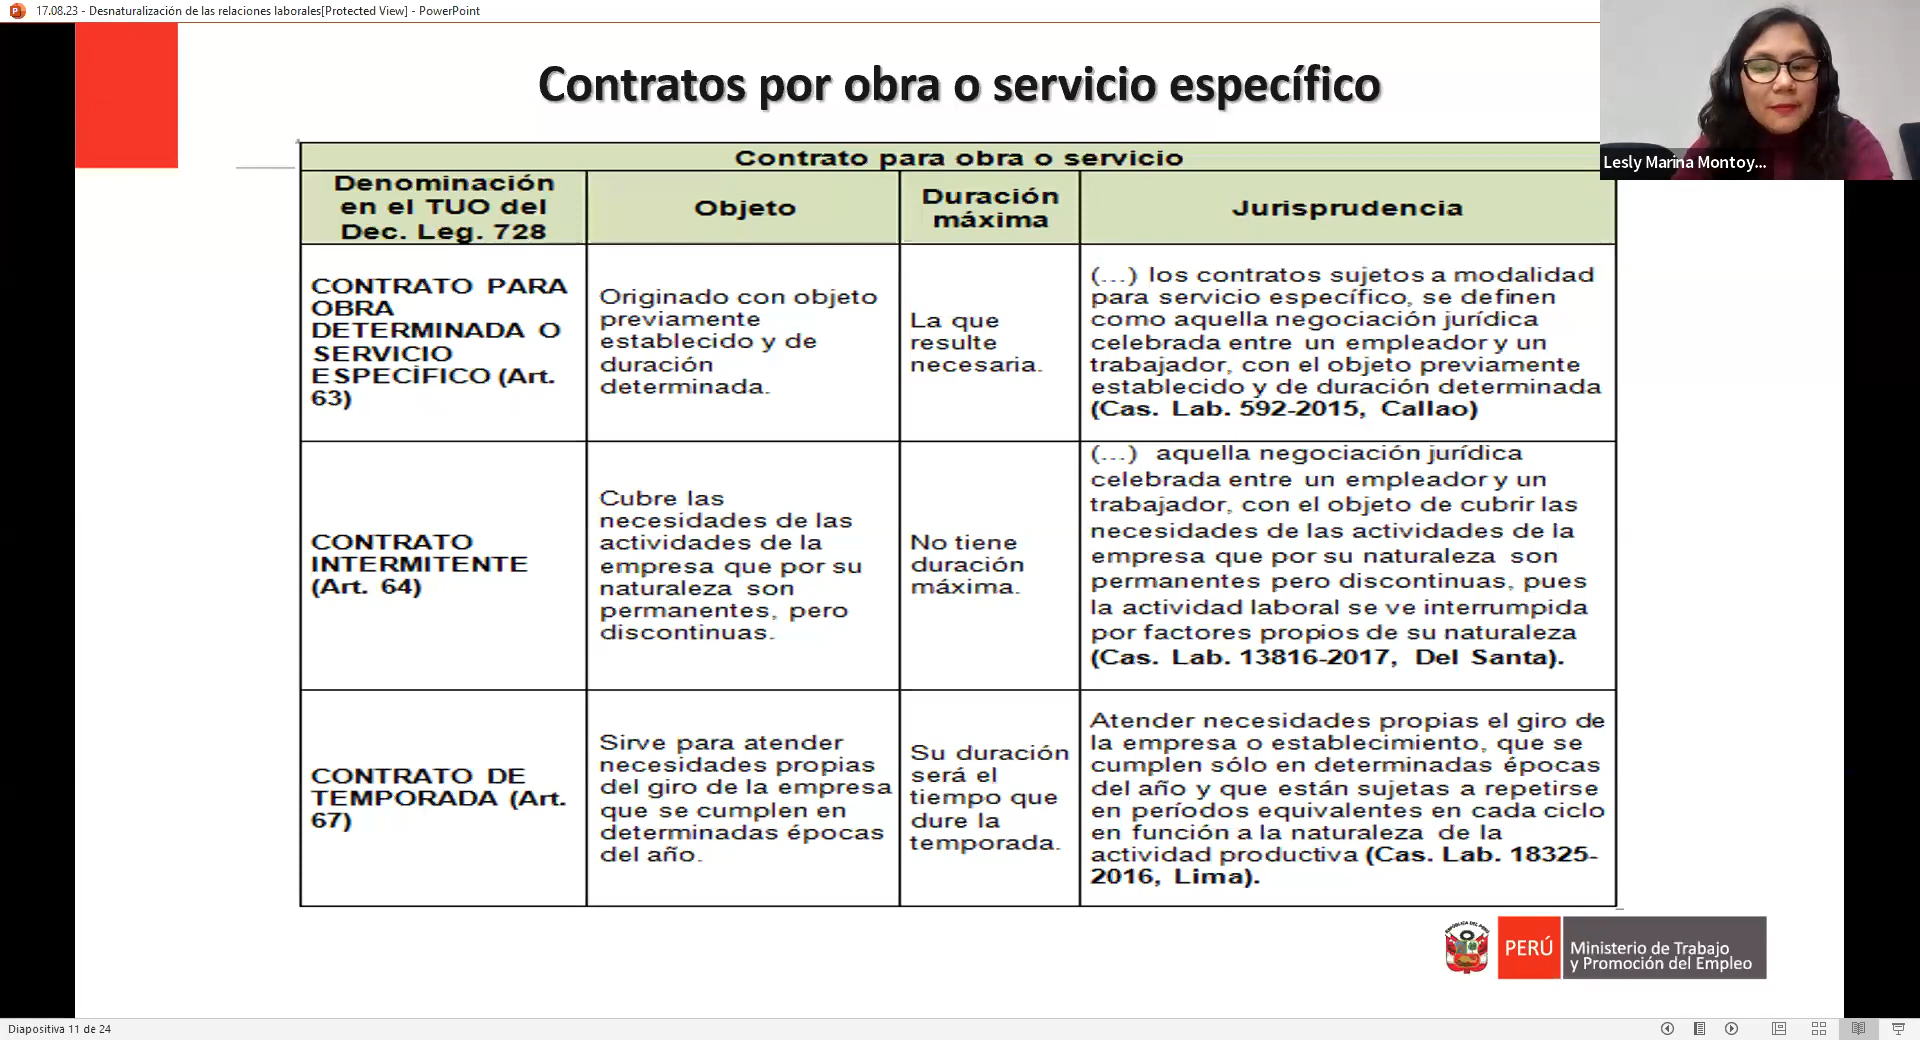 17.08.23 - Desnaturalización de las relaciones laborales[Protected View] - PowerPoint
Contratos por obra o servicio específico
Lesly Marina Montoy...
Contrato para obra o servicio
Denominación
en el TUO del
Dec. Leg. 728
Objeto
Duración
máxima
Jurisprudencia
CONTRATO PARA
OBRA
DETERMINADA O
SERVICIO
ESPECÍFICO (Art.
63)
Originado con objeto
previamente
establecido y de
duración
determinada.
La que
resulte
necesaria.
(...) los contratos sujetos a modalidad
para servicio específico, se definen
como aquella negociación jurídica
celebrada entre un empleador y un
trabajador, con el objeto previamente
establecido y de duración determinada
(Cas. Lab. 592-2015, Callao)
CONTRATO
INTERMITENTE
(Art. 64)
Cubre las
necesidades de las
actividades de la
empresa que por su
naturaleza son
permanentes, pero
discontinuas.
No tiene
duración
máxima.
(...) aquella negociación jurídica
celebrada entre un empleador y un
trabajador, con el objeto de cubrir las
necesidades de las actividades de la
empresa que por su naturaleza son
permanentes pero discontinuas, pues
la actividad laboral se ve interrumpida
por factores propios de su naturaleza
(Cas. Lab. 13816-2017, Del Santa).
CONTRATO DE
TEMPORADA (Art.
67)
Sirve para atender
necesidades propias
del giro de la empresa
que se cumplen en
determinadas épocas
del año.
Su duración
será el
tiempo que
dure la
temporada.
Atender necesidades propias el giro de
la empresa o establecimiento, que se
cumplen sólo en determinadas épocas
del año y que están sujetas a repetirse
en períodos equivalentes en cada ciclo
en función a la naturaleza de la
actividad productiva (Cas. Lab. 18325-
2016, Lima).
REPÚBLICA DEL PERÚ
PERÚ
Ministerio de Trabajo
y Promoción del Empleo
Diapositiva 11 de 24